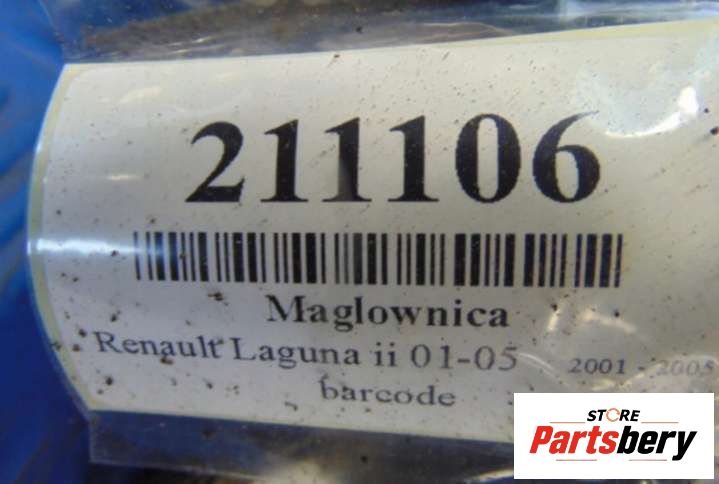 211106
Maglownica
Renault Laguna ii 01-05 2001 - 2005
barcode
STORE
Partsbery